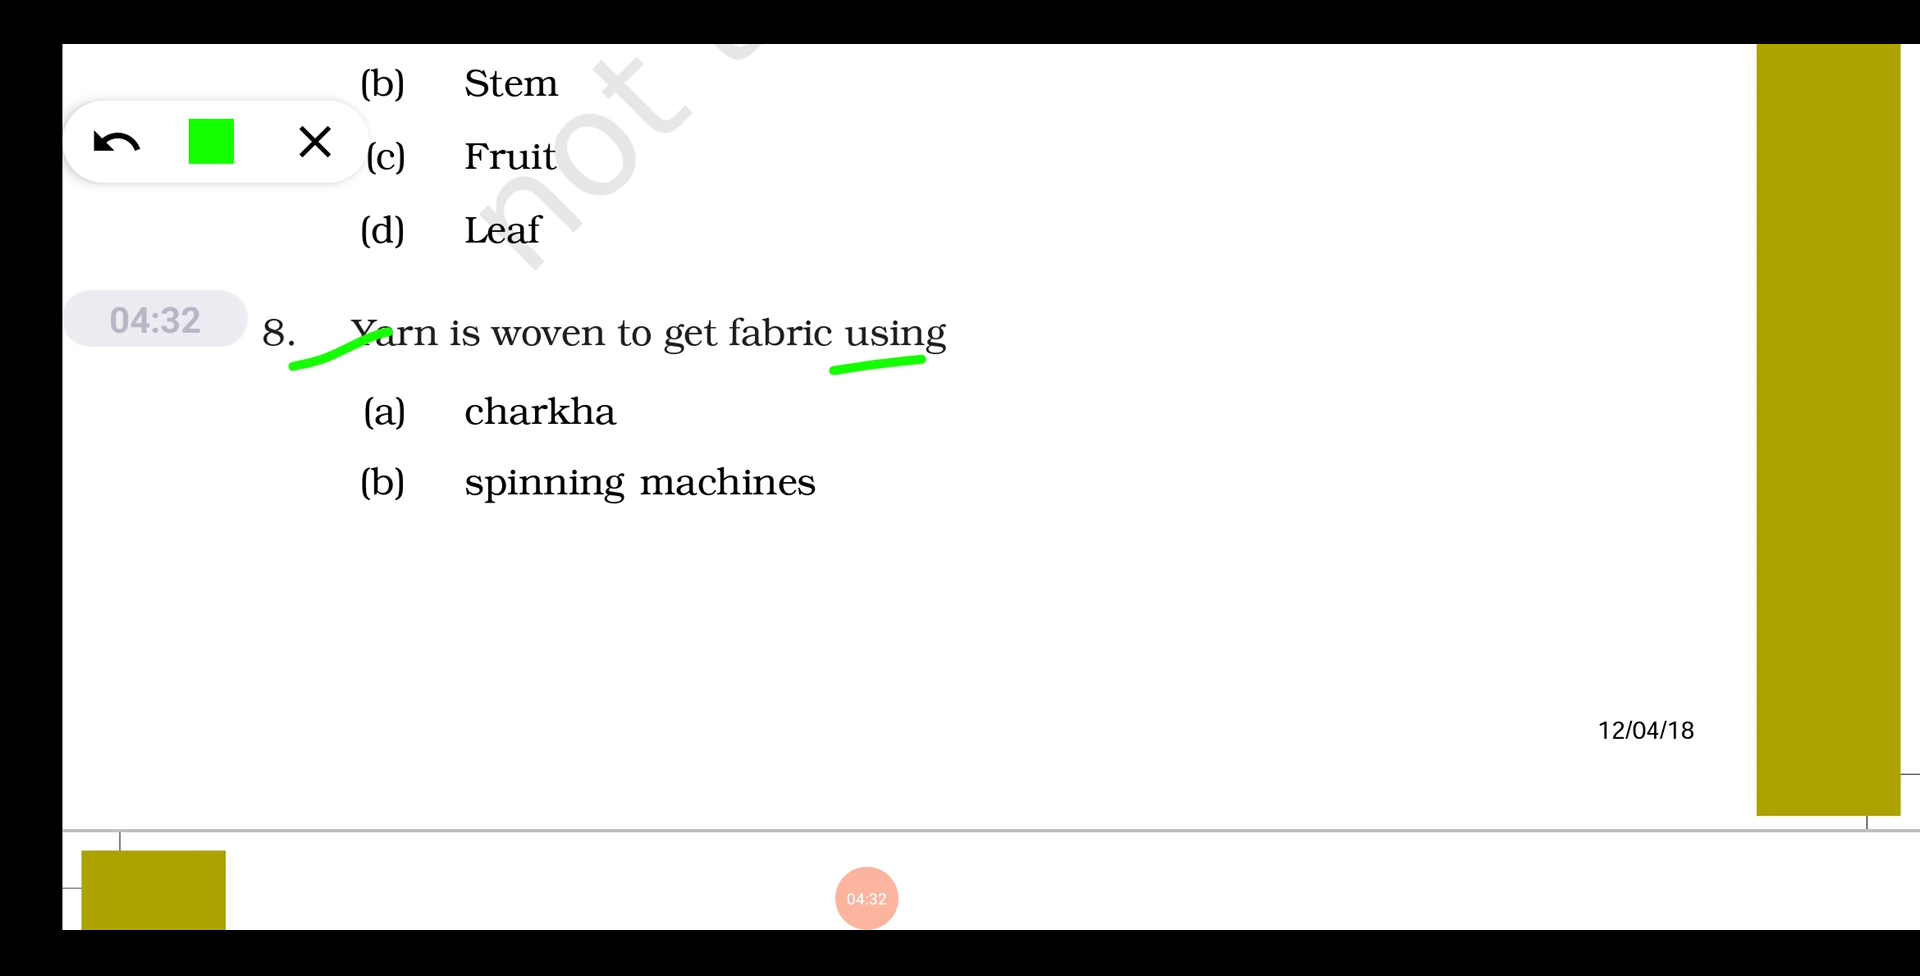 (b) Stem
(c) Fruit
(d) Leaf
not
04:32
8. Yarn is woven to get fabric using
(a) charkha
(b) spinning machines
12/04/18
04:32